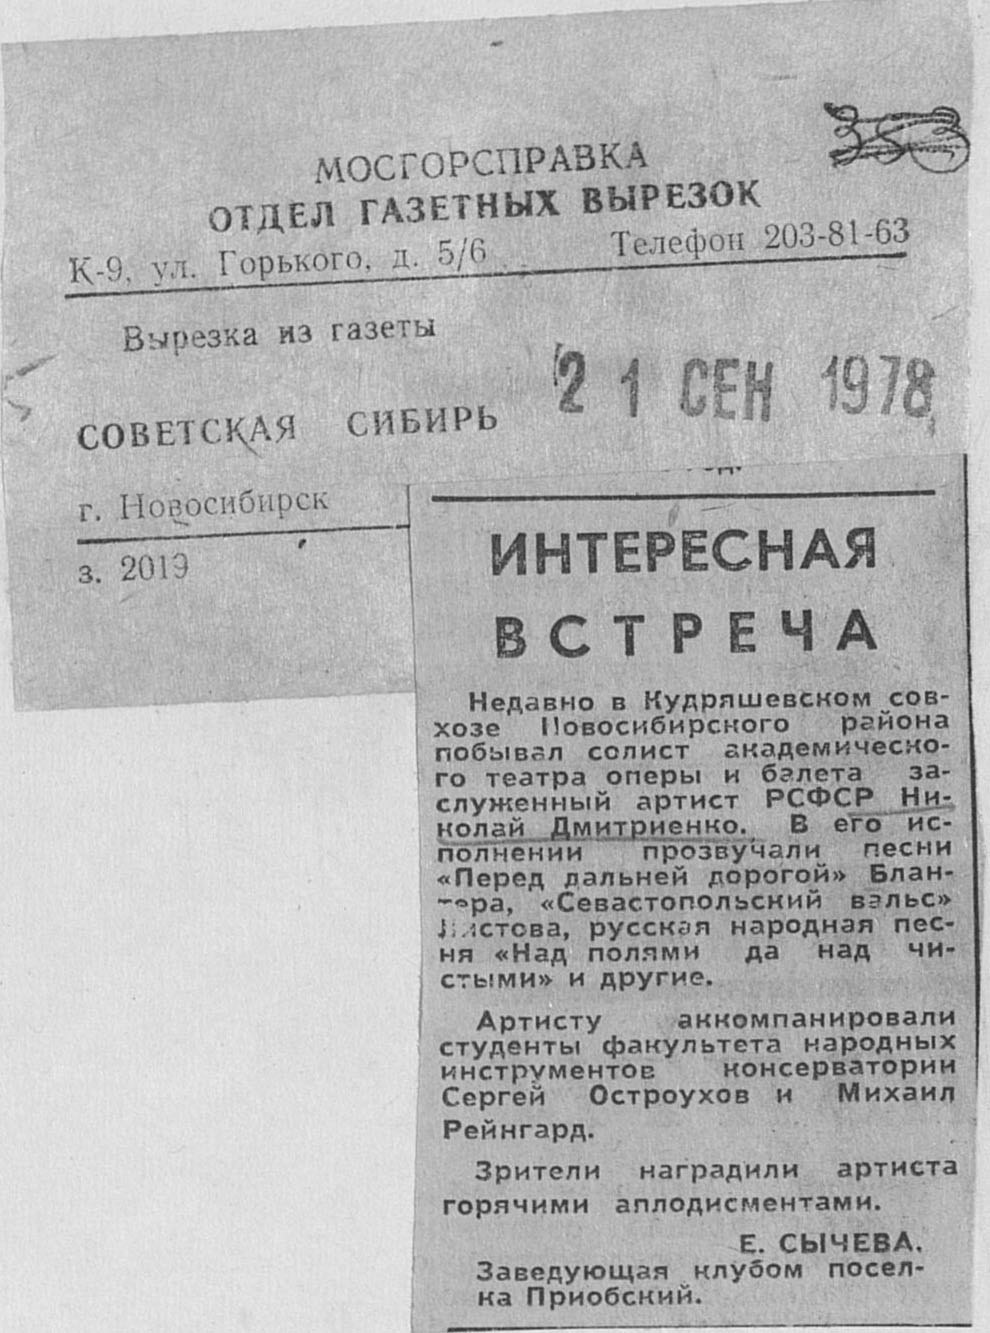 МОСГОРСПРАВКА
ОТДЕЛ ГАЗЕТНЫХ ВЫРЕЗОК
К-9, ул. Горького, д. 5/6 Телефон 203-81-63
Вырезка из газеты
21 СЕН 1978
СОВЕТСКАЯ СИБИРЬ
г. Новосибирск
з. 2019
ИНТЕРЕСНАЯ
ВСТРЕЧА
Недавно в Кудряшевском сов-
хозе Новосибирского района
побывал солист академическо-
го театра оперы и балета за-
служенный артист РСФСР Ни-
колай Дмитриенко. В его ис-
полнении прозвучали песни
«Перед дальней дорогой» Блан-
тера, «Севастопольский вальс»
Листова, русская народная пес-
ня «Над полями да над чи-
стыми» и другие.
Артисту аккомпанировали
студенты факультета народных
инструментов консерватории
Сергей Остроухов и Михаил
Рейнгард.
Зрители наградили артиста
горячими аплодисментами.
Е. СЫЧЕВА.
Заведующая клубом посел-
ка Приобский.